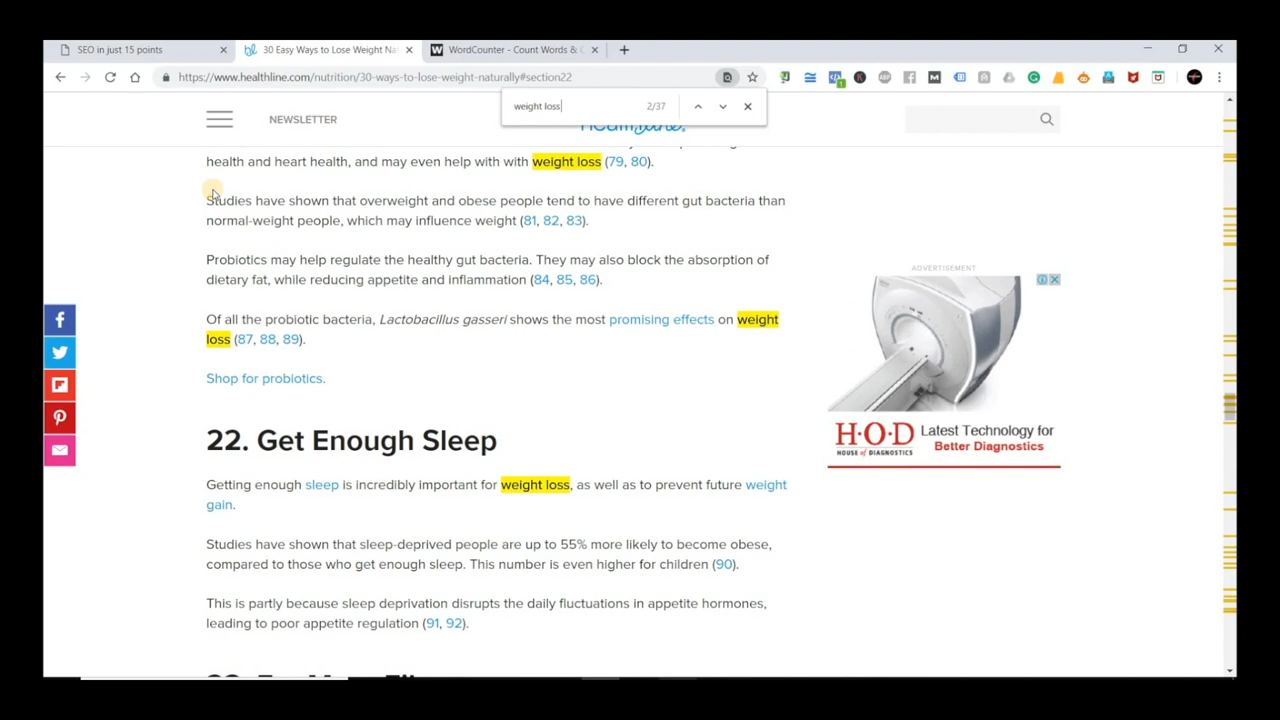 SEO in just 15 points
30 Easy Ways to Lose Weight Na
WordCounter - Count Words & C
https://www.healthline.com/nutrition/30-ways-to-lose-weight-naturally#section22
weight loss
2/37
NEWSLETTER
health and heart health, and may even help with with weight loss (79, 80).
Studies have shown that overweight and obese people tend to have different gut bacteria than
normal-weight people, which may influence weight (81, 82, 83).
Probiotics may help regulate the healthy gut bacteria. They may also block the absorption of
dietary fat, while reducing appetite and inflammation (84, 85, 86).
Of all the probiotic bacteria, Lactobacillus gasseri shows the most promising effects on weight
loss (87, 88, 89).
Shop for probiotics.
22. Get Enough Sleep
Getting enough sleep is incredibly important for weight loss, as well as to prevent future weight
gain.
Studies have shown that sleep-deprived people are up to 55% more likely to become obese,
compared to those who get enough sleep. This number is even higher for children (90).
This is partly because sleep deprivation disrupts the daily fluctuations in appetite hormones,
leading to poor appetite regulation (91, 92).
ADVERTISEMENT
H·O·D
HOUSE of DIAGNOSTICS
Latest Technology for
Better Diagnostics